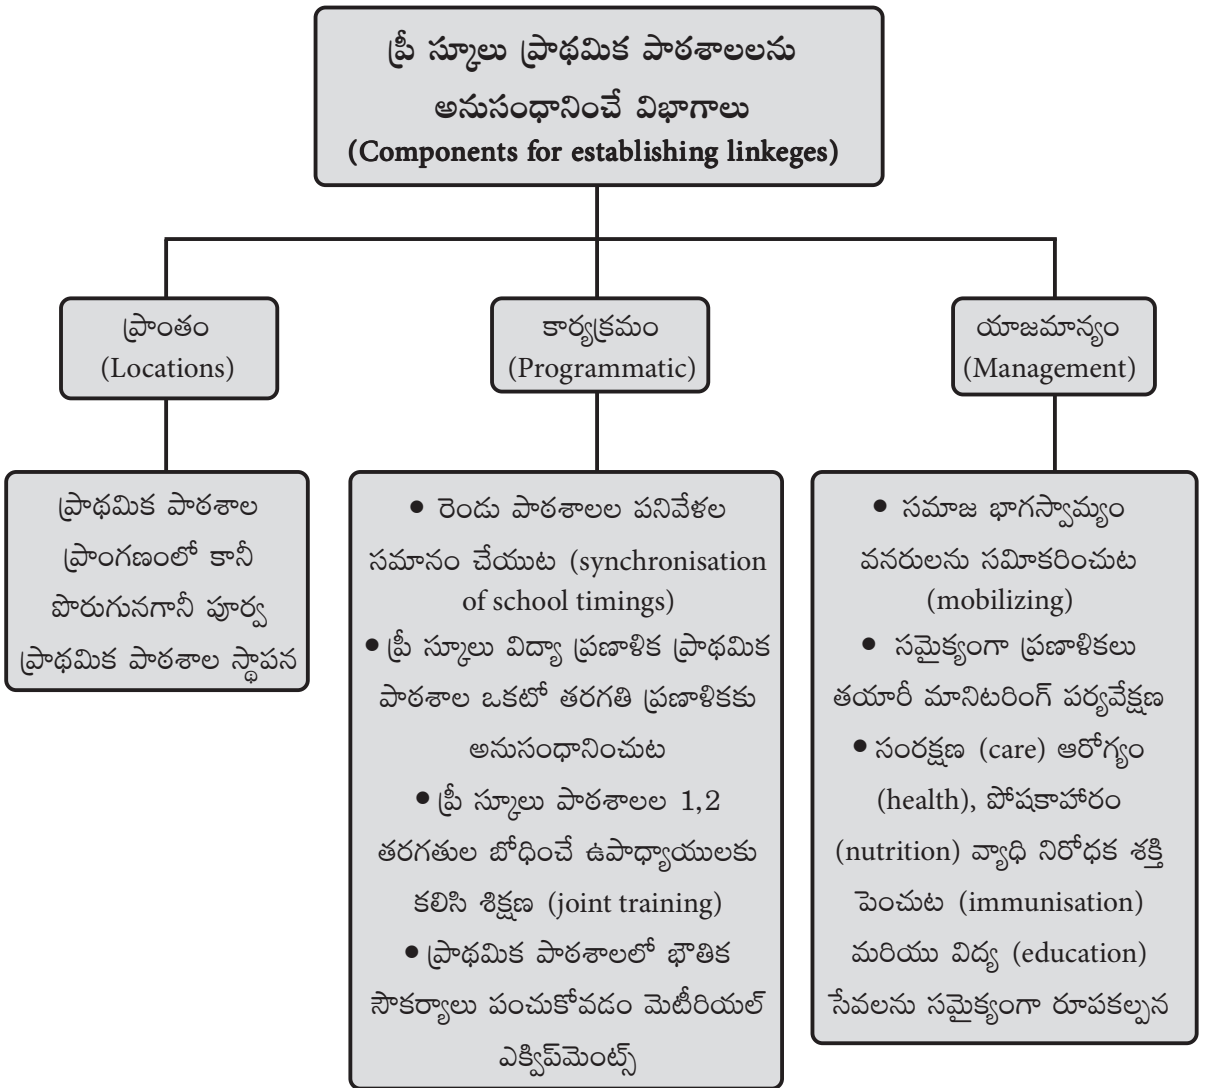 ప్రీ స్కూలు ప్రాథమిక పాఠశాలలను
అనుసంధానించే విభాగాలు
(Components for establishing linkeges)
ప్రాంతం
(Locations)
ప్రాథమిక పాఠశాల
ప్రాంగణంలో కానీ
పొరుగునగానీ పూర్వ
ప్రాథమిక పాఠశాల స్థాపన
కార్యక్రమం
(Programmatic)
• రెండు పాఠశాలల పనివేళల
సమానం చేయుట (synchronisation
of school timings)
• ప్రీ స్కూలు విద్యా ప్రణాళిక ప్రాథమిక
పాఠశాల ఒకటో తరగతి ప్రణాళికకు
అనుసంధానించుట
• ప్రీ స్కూలు పాఠశాలల 1,2
తరగతుల బోధించే ఉపాధ్యాయులకు
కలిసి శిక్షణ (joint training)
• ప్రాథమిక పాఠశాలలో భౌతిక
సౌకర్యాలు పంచుకోవడం మెటీరియల్
ఎక్విప్‌మెంట్స్
యాజమాన్యం
(Management)
• సమాజ భాగస్వామ్యం
వనరులను సమీకరించుట
(mobilizing)
• సమైక్యంగా ప్రణాళికలు
తయారీ మానిటరింగ్ పర్యవేక్షణ
• సంరక్షణ (care) ఆరోగ్యం
(health), పోషకాహారం
(nutrition) వ్యాధి నిరోధక శక్తి
పెంచుట (immunisation)
మరియు విద్య (education)
సేవలను సమైక్యంగా రూపకల్పన